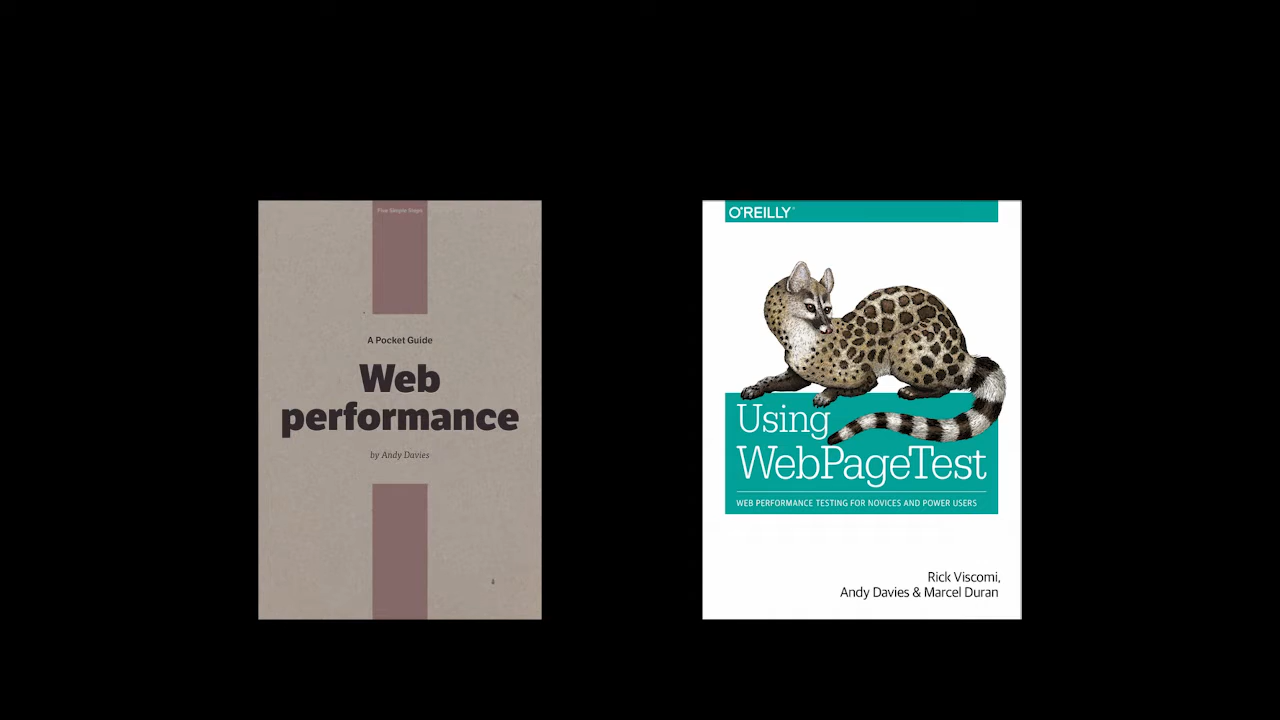 Five Simple Steps
A Pocket Guide
Web
performance
by Andy Davies
O'REILLY®
Using
WebPageTest
WEB PERFORMANCE TESTING FOR NOVICES AND POWER USERS
Rick Viscomi,
Andy Davies & Marcel Duran